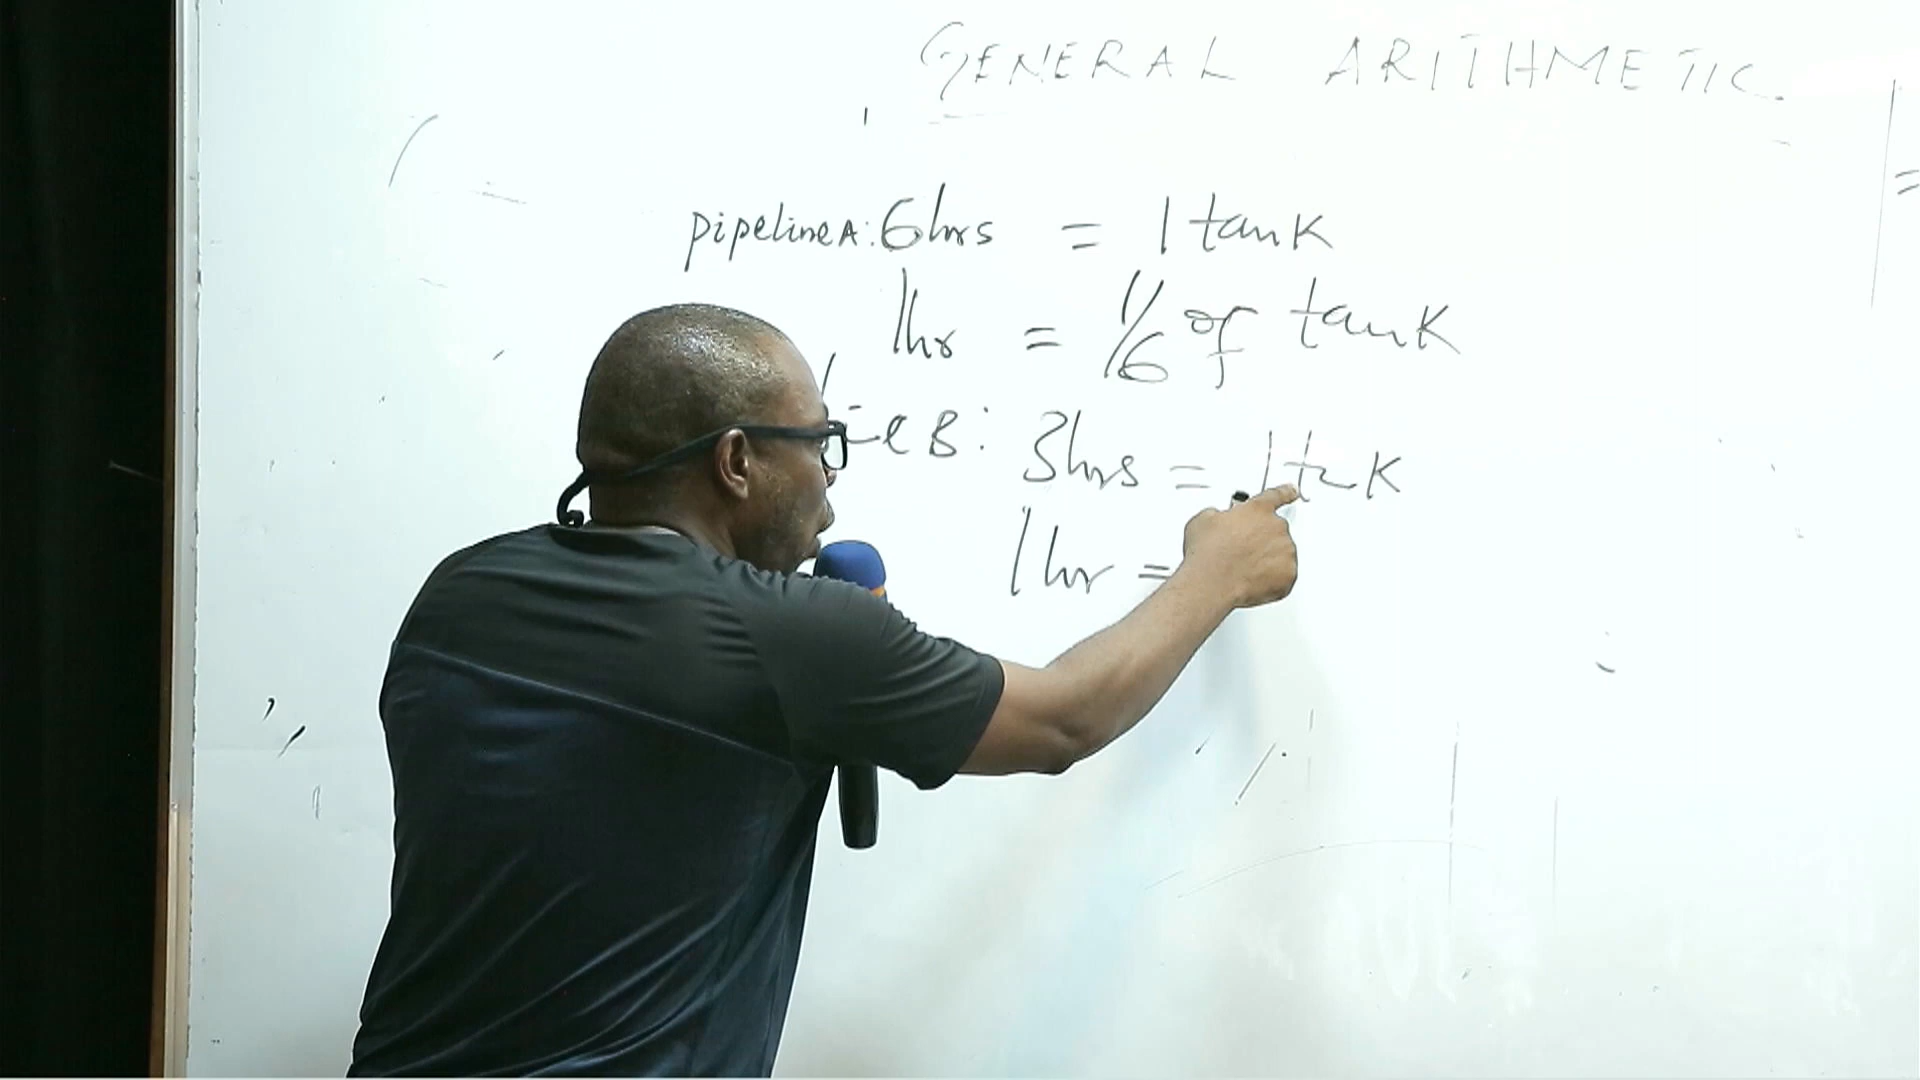 GENERAL ARITHMETIC
pipelineA: 6hrs = 1 tank
1hr = 1/6 of tank
B: 3hrs = 1 tank
1hr =